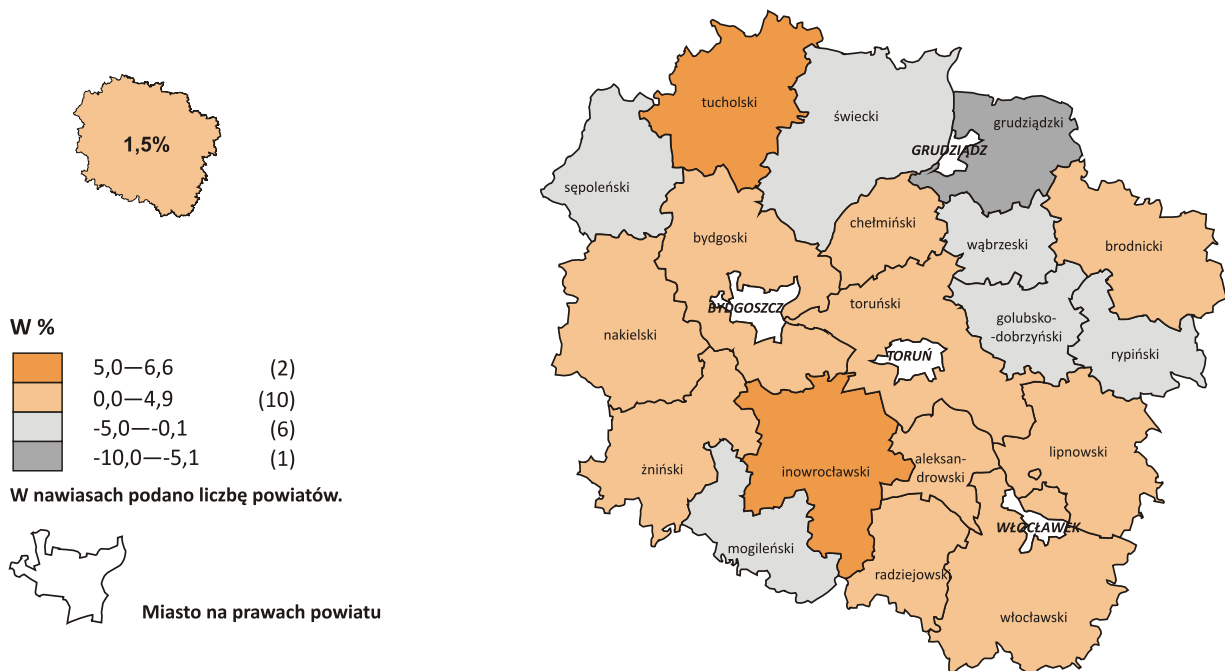 1,5%
W %
5,0—6,6 (2)
0,0—4,9 (10)
-5,0—-0,1 (6)
-10,0—-5,1 (1)
W nawiasach podano liczbę powiatów.
Miasto na prawach powiatu
tucholski
świecki
grudziądzki
GRUDZIĄDZ
sępoleński
chełmiński
bydgoski
wąbrzeski
brodnicki
BYDGOSZCZ
toruński
golubsko-
-dobrzyński
nakielski
TORUŃ
rypiński
żniński
inowrocławski
aleksan-
drowski
lipnowski
WŁOCŁAWEK
mogileński
radziejowski
włocławski